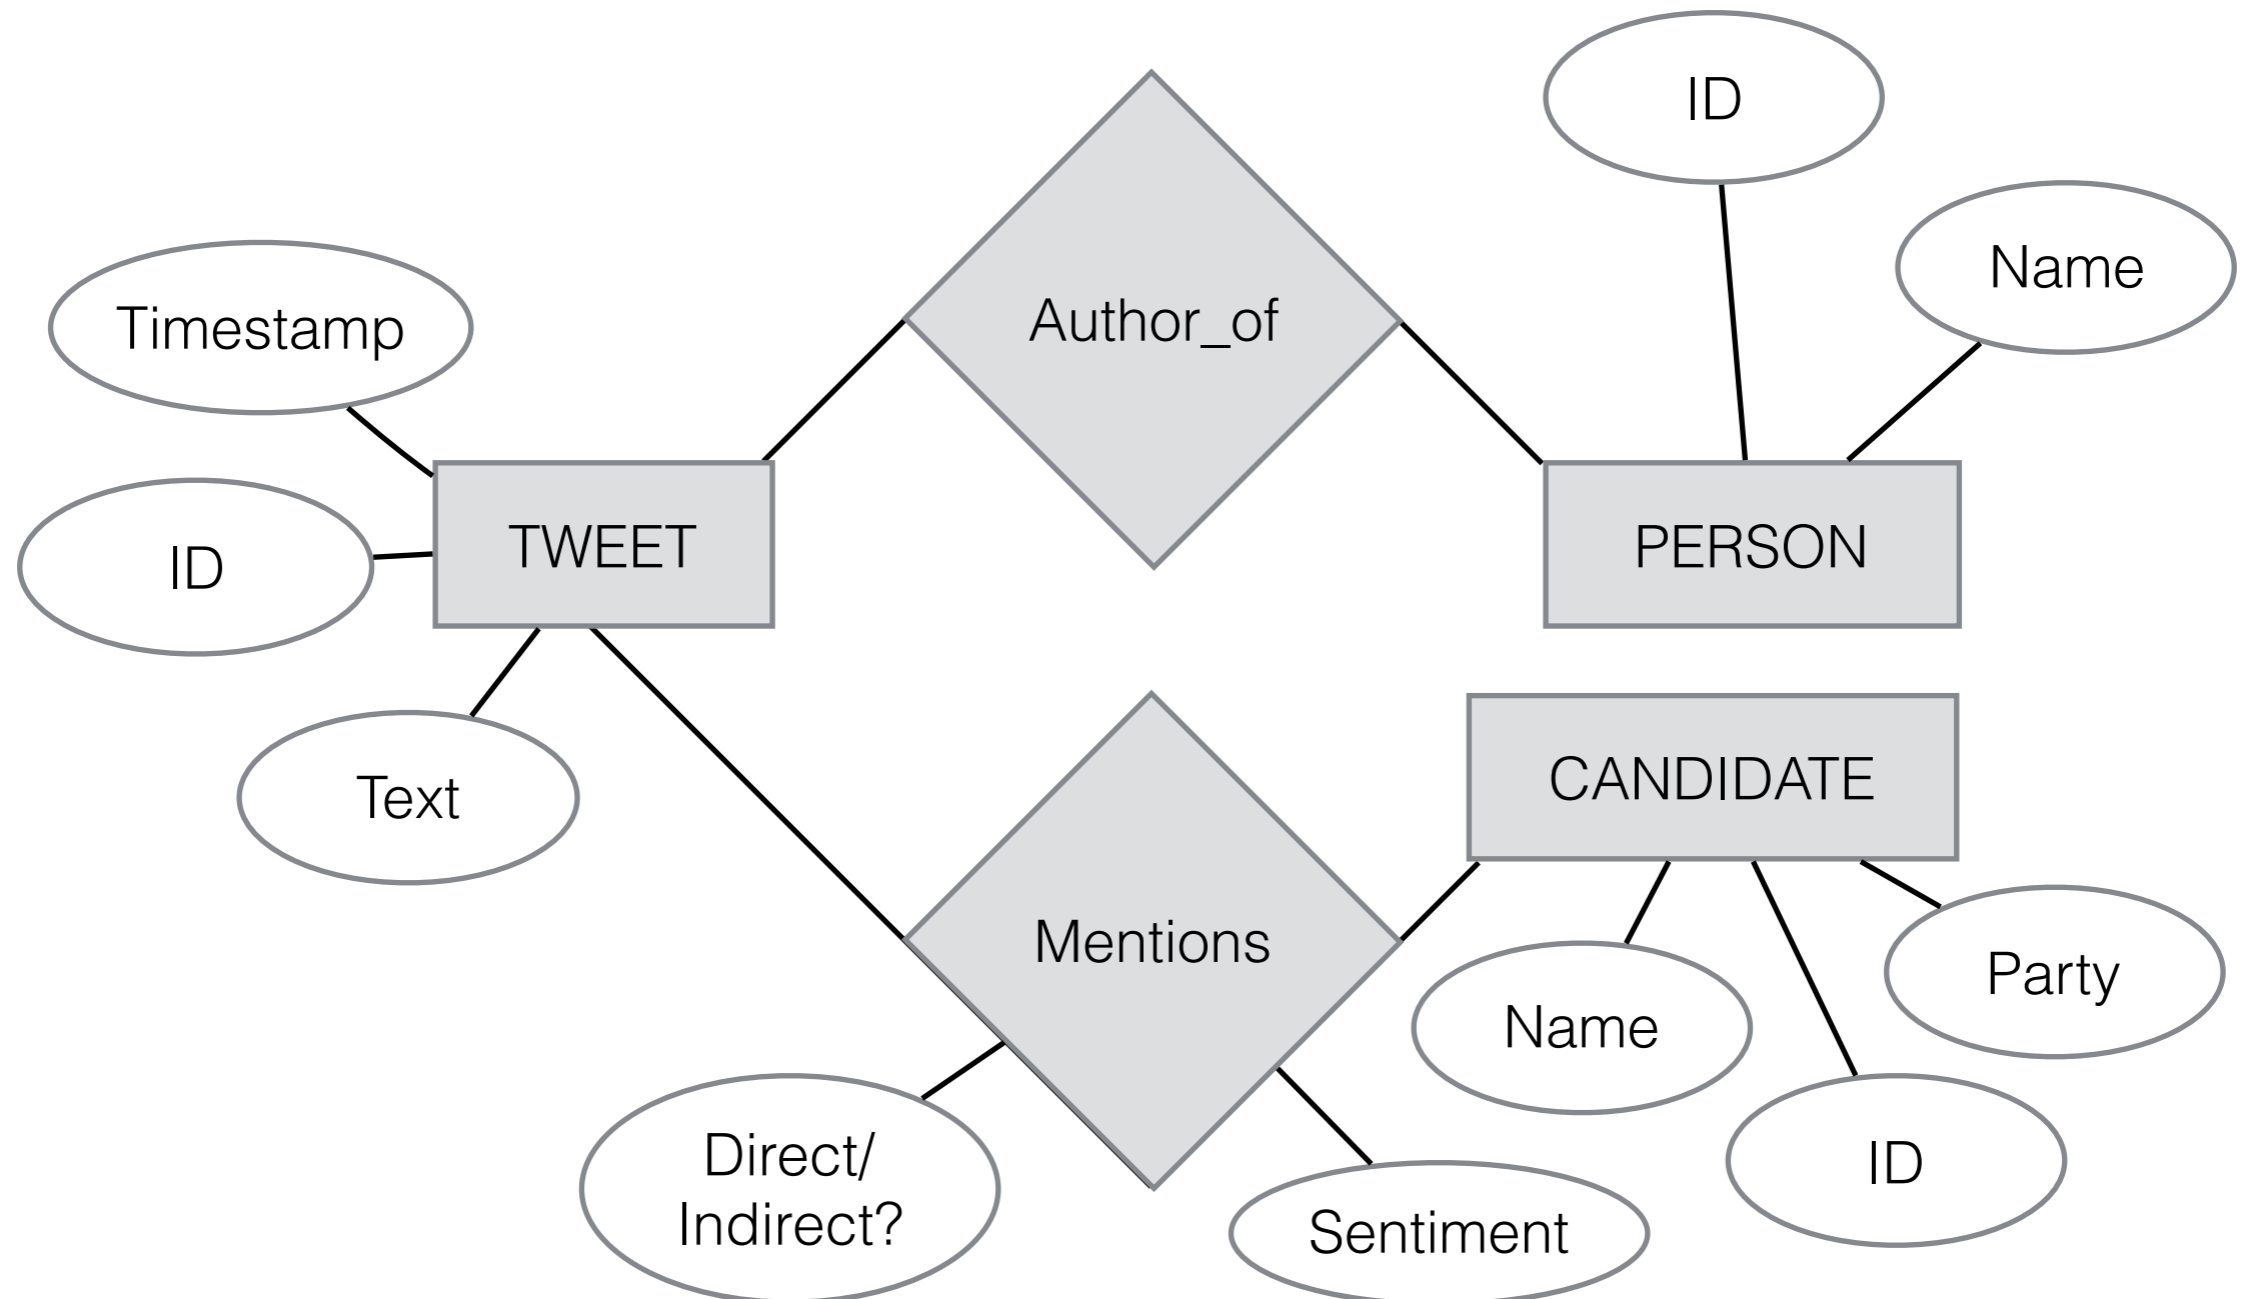 ID
Name
Author_of
Timestamp
TWEET
PERSON
ID
Text
CANDIDATE
Mentions
Party
Name
Direct/
Indirect?
ID
Sentiment